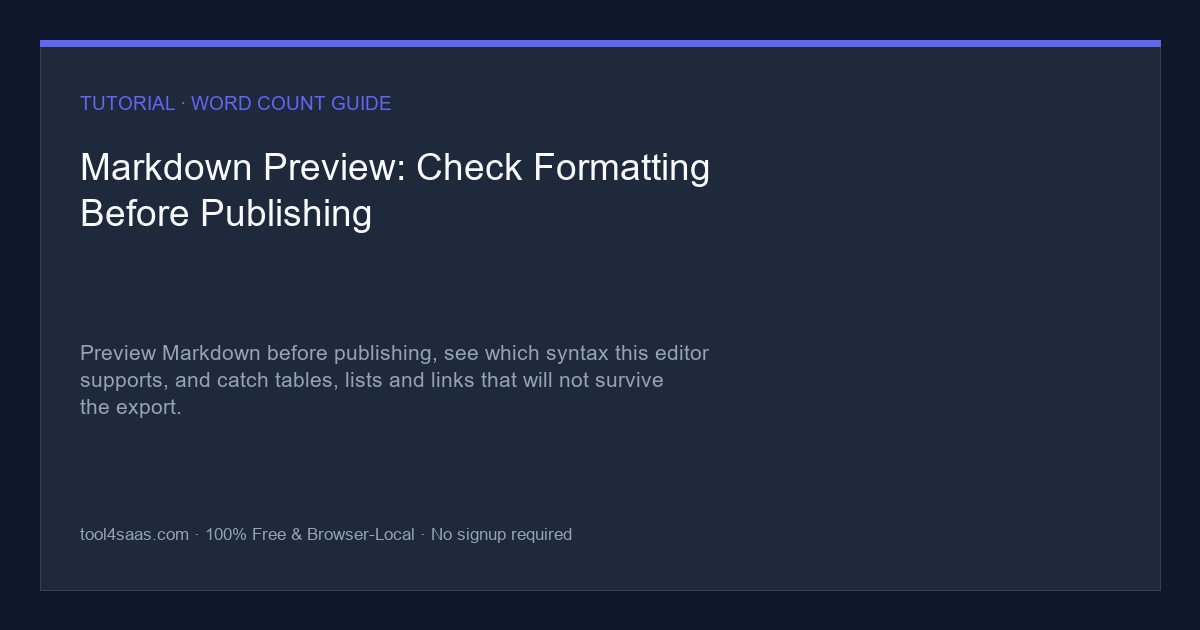 TUTORIAL · WORD COUNT GUIDE
Markdown Preview: Check Formatting
Before Publishing
Preview Markdown before publishing, see which syntax this editor
supports, and catch tables, lists and links that will not survive
the export.
tool4saas.com · 100% Free & Browser-Local · No signup required